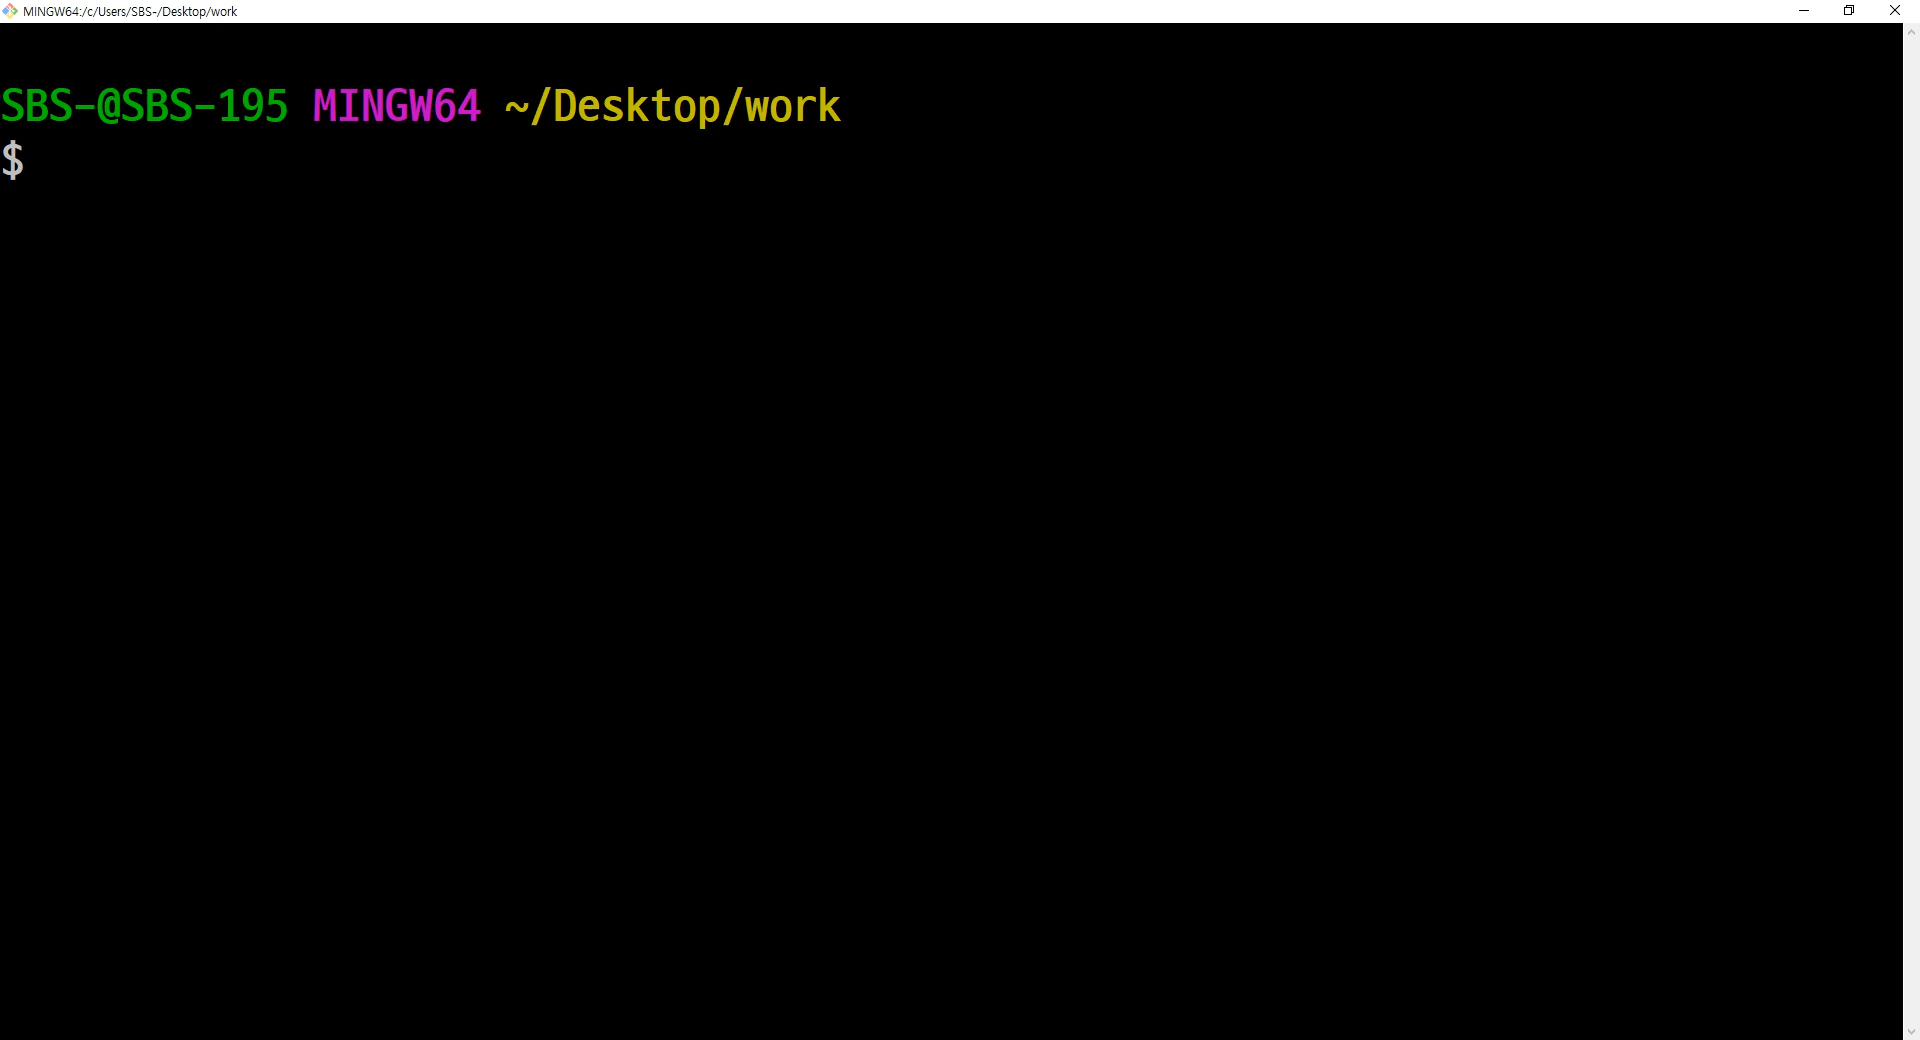 MINGW64:/c/Users/SBS-/Desktop/work
SBS-@SBS-195 MINGW64 ~/Desktop/work
$